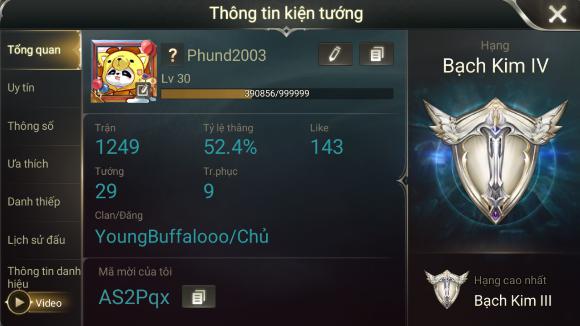 Thông tin kiện tướng
Tổng quan
Uy tín
Thông số
Ưa thích
Danh thiếp
Lịch sử đấu
Thông tin danh
hiệu
Video
? Phund2003
Lv 30
390856/999999
Trận Tỷ lệ thắng Like
1249 52.4% 143
Tướng Tr.phục
29 9
Clan/Đăng
YoungBuffalooo/Chủ
Mã mời của tôi
AS2Pqx
Hạng
Bạch Kim IV
Hạng cao nhất
Bạch Kim III